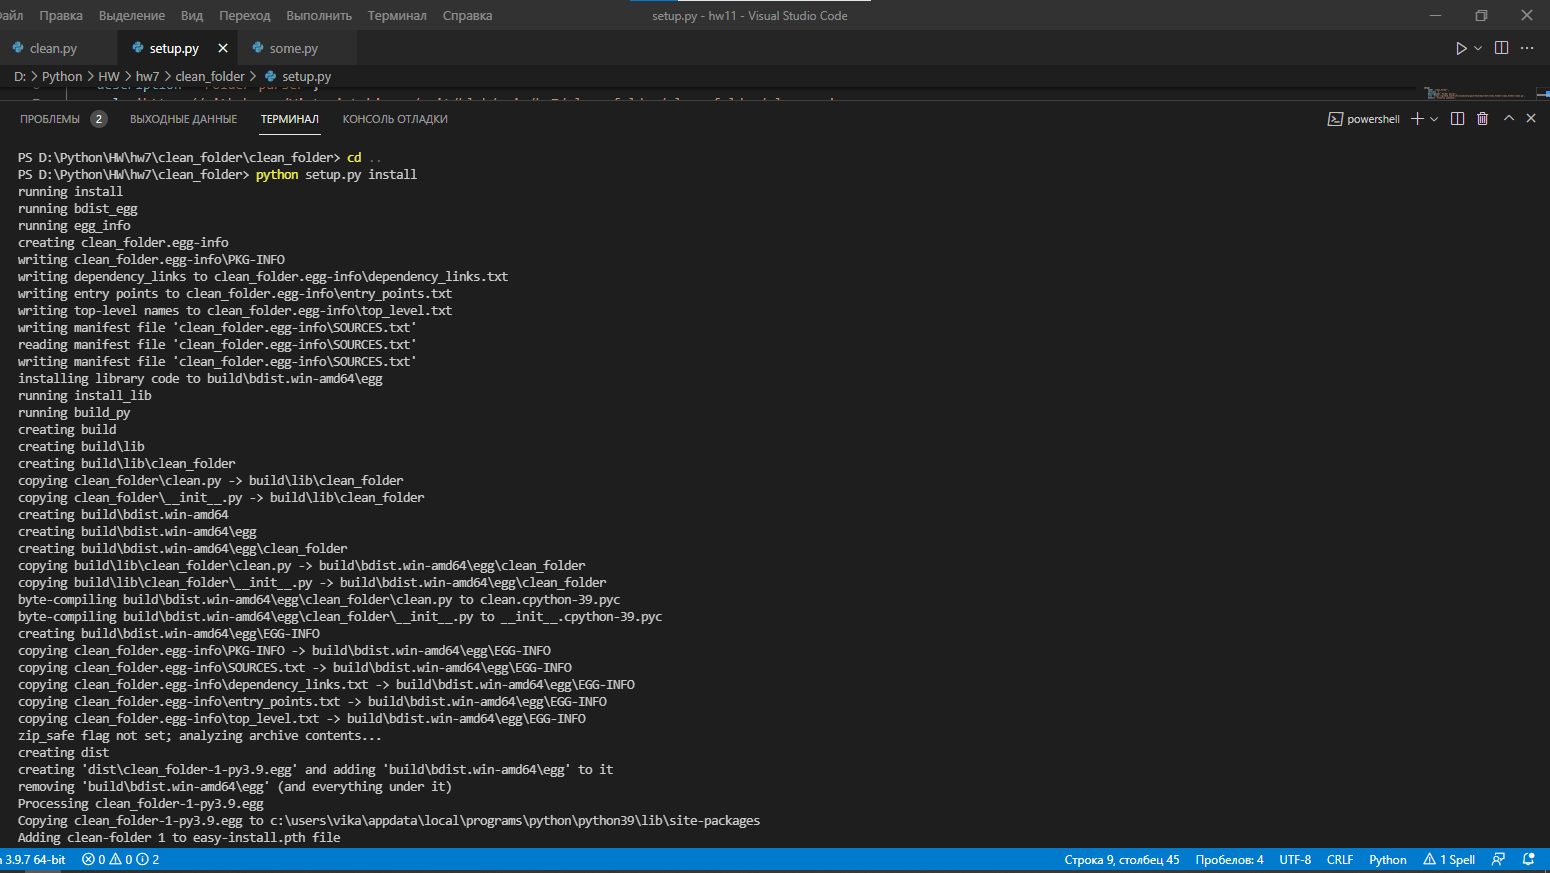 айл Правка Выделение Вид Переход Выполнить Терминал Справка setup.py - hw11 - Visual Studio Code
clean.py setup.py some.py
D: > Python > HW > hw7 > clean_folder > setup.py
ПРОБЛЕМЫ 2 ВЫХОДНЫЕ ДАННЫЕ ТЕРМИНАЛ КОНСОЛЬ ОТЛАДКИ powershell
PS D:\Python\HW\hw7\clean_folder\clean_folder> cd ..
PS D:\Python\HW\hw7\clean_folder> python setup.py install
running install
running bdist_egg
running egg_info
creating clean_folder.egg-info
writing clean_folder.egg-info\PKG-INFO
writing dependency_links to clean_folder.egg-info\dependency_links.txt
writing entry points to clean_folder.egg-info\entry_points.txt
writing top-level names to clean_folder.egg-info\top_level.txt
writing manifest file 'clean_folder.egg-info\SOURCES.txt'
reading manifest file 'clean_folder.egg-info\SOURCES.txt'
writing manifest file 'clean_folder.egg-info\SOURCES.txt'
installing library code to build\bdist.win-amd64\egg
running install_lib
running build_py
creating build
creating build\lib
creating build\lib\clean_folder
copying clean_folder\clean.py -> build\lib\clean_folder
copying clean_folder\__init__.py -> build\lib\clean_folder
creating build\bdist.win-amd64
creating build\bdist.win-amd64\egg
creating build\bdist.win-amd64\egg\clean_folder
copying build\lib\clean_folder\clean.py -> build\bdist.win-amd64\egg\clean_folder
copying build\lib\clean_folder\__init__.py -> build\bdist.win-amd64\egg\clean_folder
byte-compiling build\bdist.win-amd64\egg\clean_folder\clean.py to clean.cpython-39.pyc
byte-compiling build\bdist.win-amd64\egg\clean_folder\__init__.py to __init__.cpython-39.pyc
creating build\bdist.win-amd64\egg\EGG-INFO
copying clean_folder.egg-info\PKG-INFO -> build\bdist.win-amd64\egg\EGG-INFO
copying clean_folder.egg-info\SOURCES.txt -> build\bdist.win-amd64\egg\EGG-INFO
copying clean_folder.egg-info\dependency_links.txt -> build\bdist.win-amd64\egg\EGG-INFO
copying clean_folder.egg-info\entry_points.txt -> build\bdist.win-amd64\egg\EGG-INFO
copying clean_folder.egg-info\top_level.txt -> build\bdist.win-amd64\egg\EGG-INFO
zip_safe flag not set; analyzing archive contents...
creating dist
creating 'dist\clean_folder-1-py3.9.egg' and adding 'build\bdist.win-amd64\egg' to it
removing 'build\bdist.win-amd64\egg' (and everything under it)
Processing clean_folder-1-py3.9.egg
Copying clean_folder-1-py3.9.egg to c:\users\vika\appdata\local\programs\python\python39\lib\site-packages
Adding clean-folder 1 to easy-install.pth file
n 3.9.7 64-bit 0 0 2 Строка 9, столбец 45 Пробелов: 4 UTF-8 CRLF Python 1 Spell